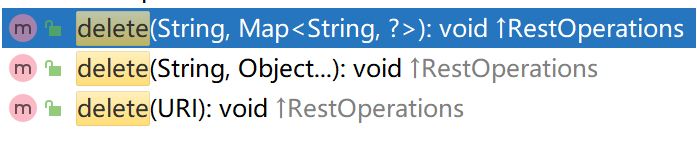 m delete(String, Map<String, ?>): void ↑RestOperations
m delete(String, Object...): void ↑RestOperations
m delete(URI): void ↑RestOperations